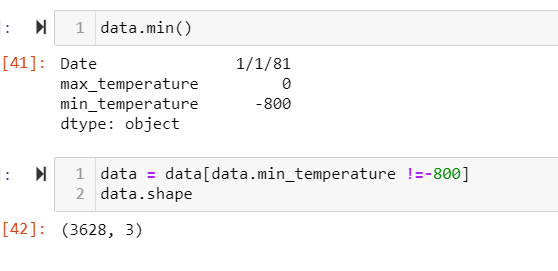 : 1 data.min()
[41]: Date 1/1/81
max_temperature 0
min_temperature -800
dtype: object
: 1 data = data[data.min_temperature !=-800]
2 data.shape
[42]: (3628, 3)